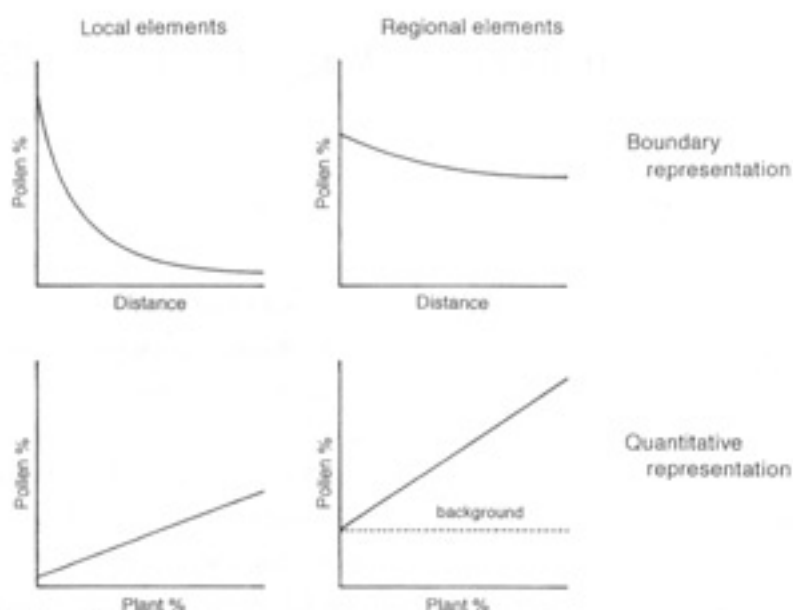 Local elements
Regional elements
Pollen %
Distance
Pollen %
Distance
Boundary
representation
Pollen %
Plant %
Pollen %
background
Plant %
Quantitative
representation